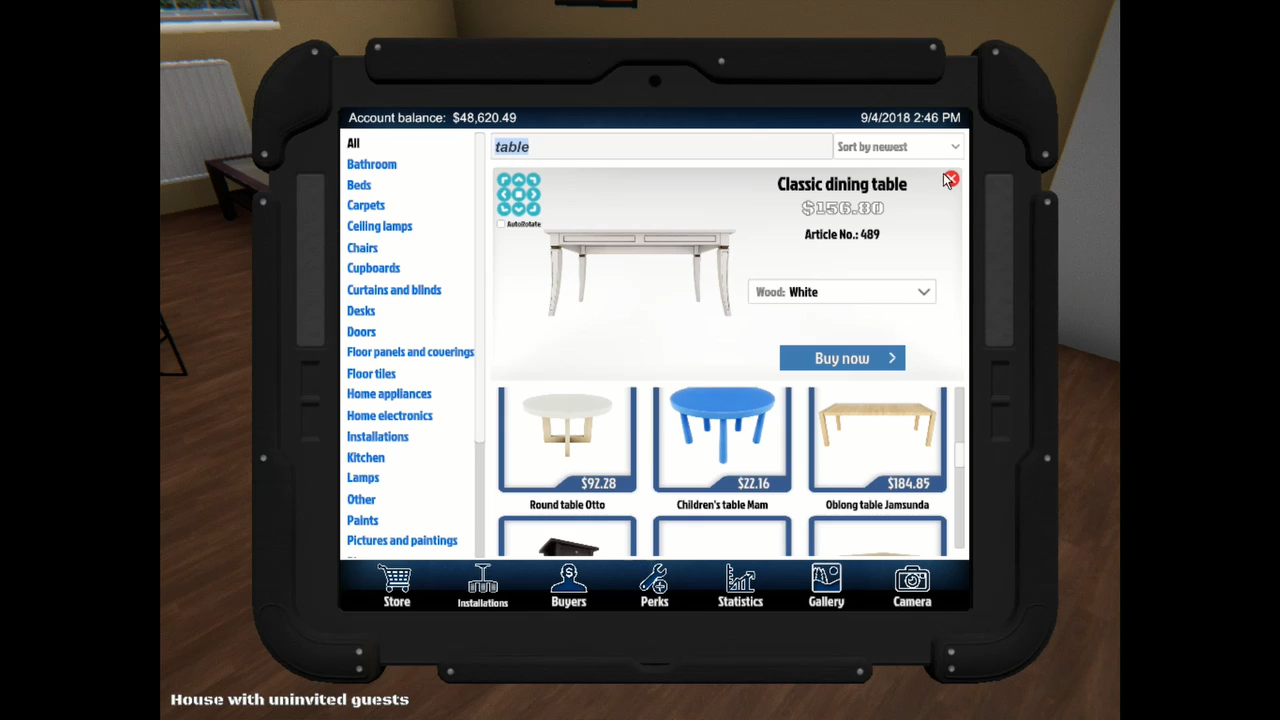 Account balance: $48,620.49
9/4/2018 2:46 PM
All
Bathroom
Beds
Carpets
Ceiling lamps
Chairs
Cupboards
Curtains and blinds
Desks
Doors
Floor panels and coverings
Floor tiles
Home appliances
Home electronics
Installations
Kitchen
Lamps
Other
Paints
Pictures and paintings
table
Sort by newest
AutoRotate
Classic dining table
$156.80
Article No.: 489
Wood: White
Buy now
$92.28
$22.16
$184.85
Round table Otto
Children's table Mam
Oblong table Jamsunda
Store
Installations
Buyers
Perks
Statistics
Gallery
Camera
House with uninvited guests